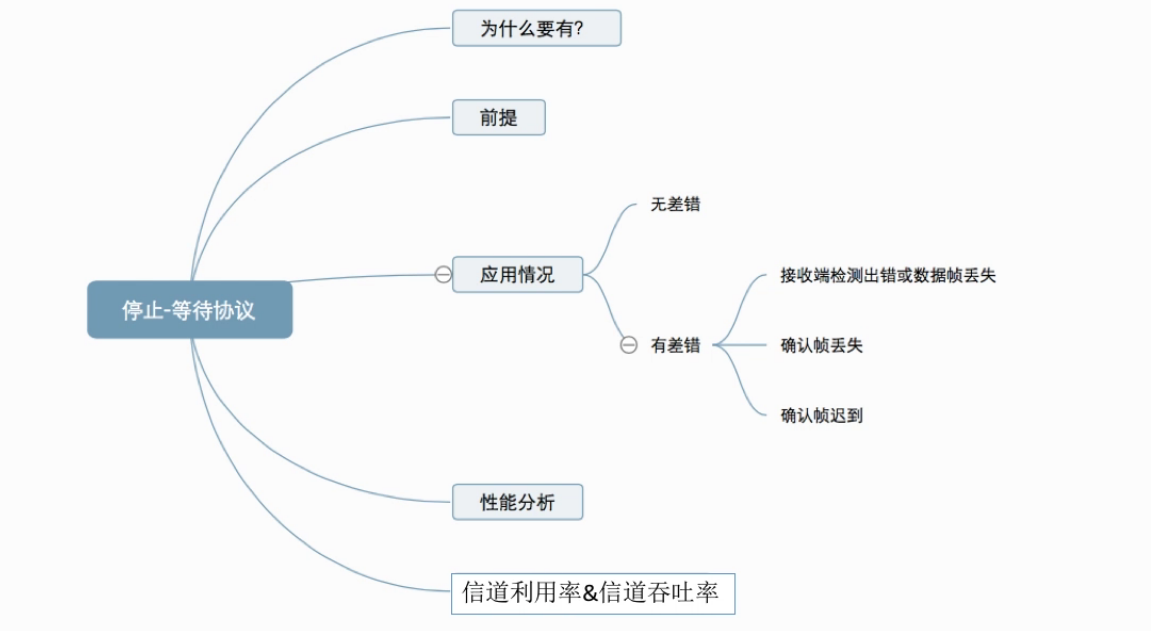 为什么要有?
前提
无差错
停止-等待协议
应用情况
接收端检测出错或数据帧丢失
有差错
确认帧丢失
确认帧迟到
性能分析
信道利用率&信道吞吐率